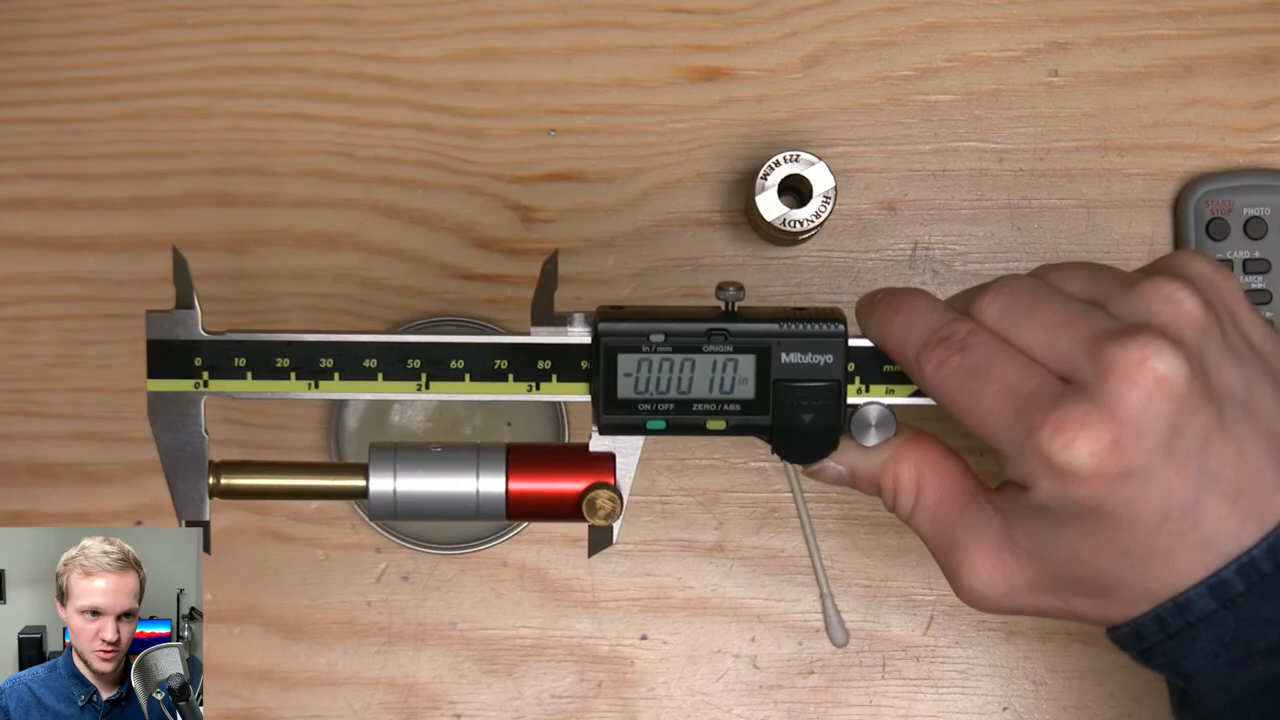 223 REM
HORNADY
START/
STOP
PHOTO
- CARD +
in / mm
ORIGIN
Mitutoyo
-0.0010 in
ON / OFF
ZERO / ABS
0 10 20 30 40 50 60 70 80
0 1 2 3
0 mm
6 in